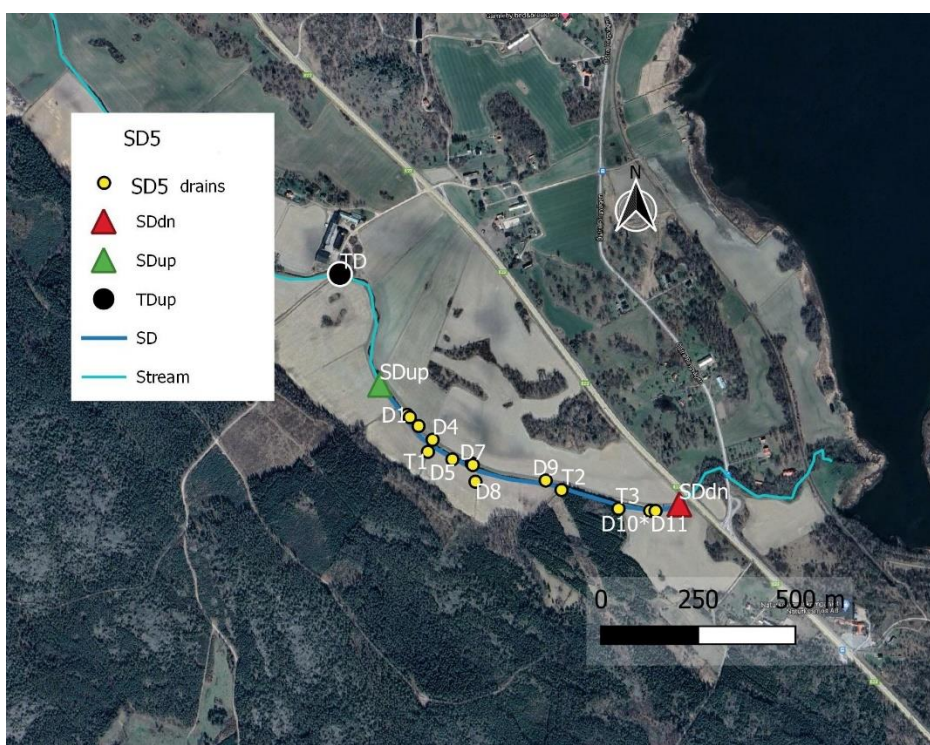 SD5
SD5 drains
SDdn
SDup
TDup
SD
Stream
N
TD
SDup
D1
D4
T1
D5
D7
D8
D9
T2
T3
D10*
D11
SDdn
0
250
500 m